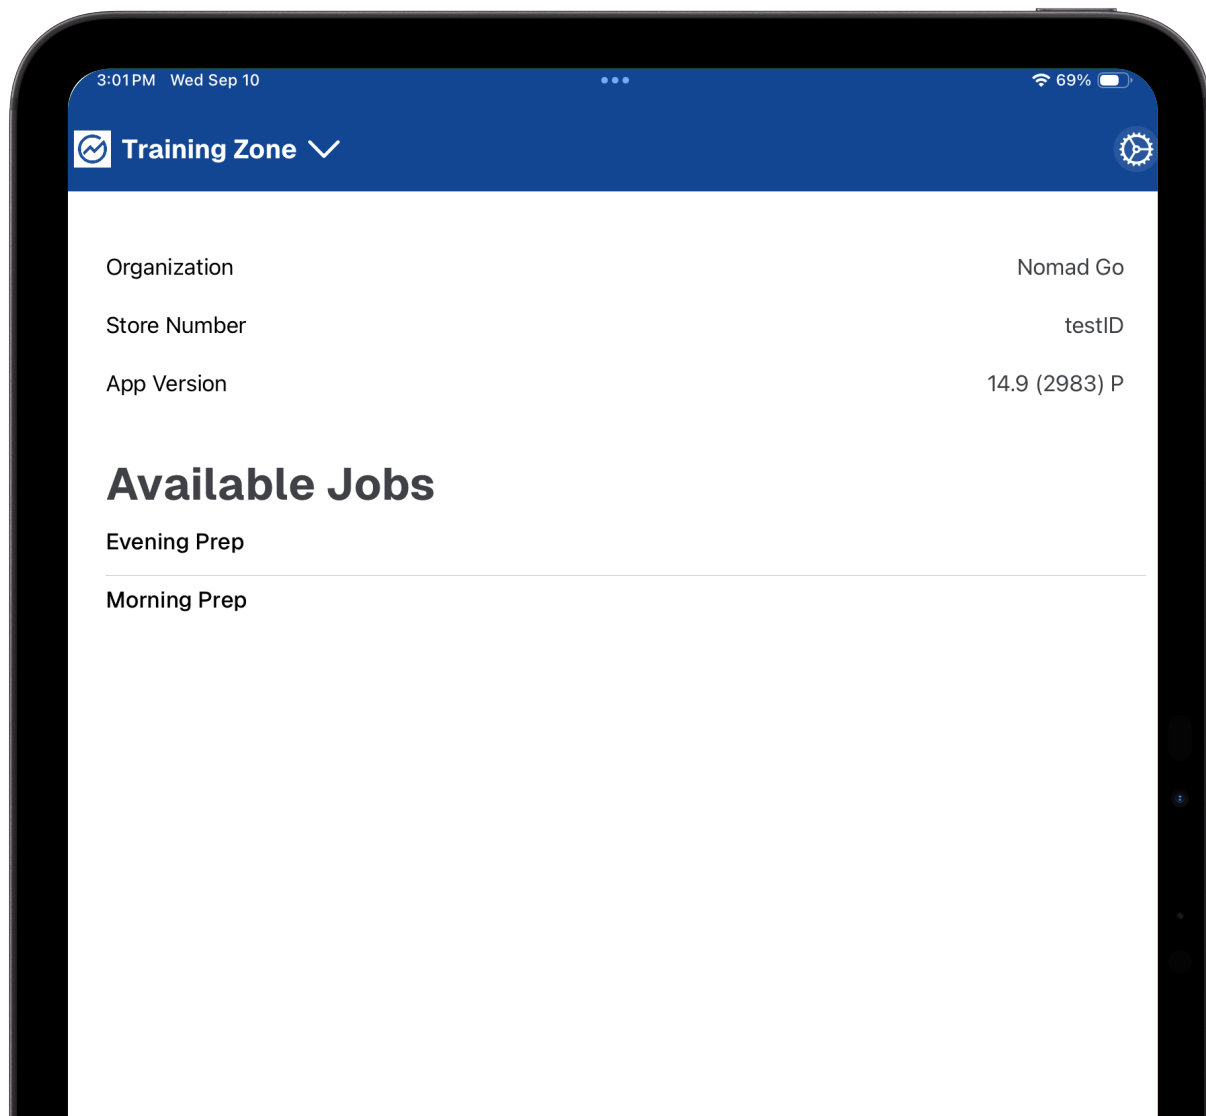 3:01 PM Wed Sep 10 69%
Training Zone
Organization Nomad Go
Store Number testID
App Version 14.9 (2983) P
Available Jobs
Evening Prep
Morning Prep